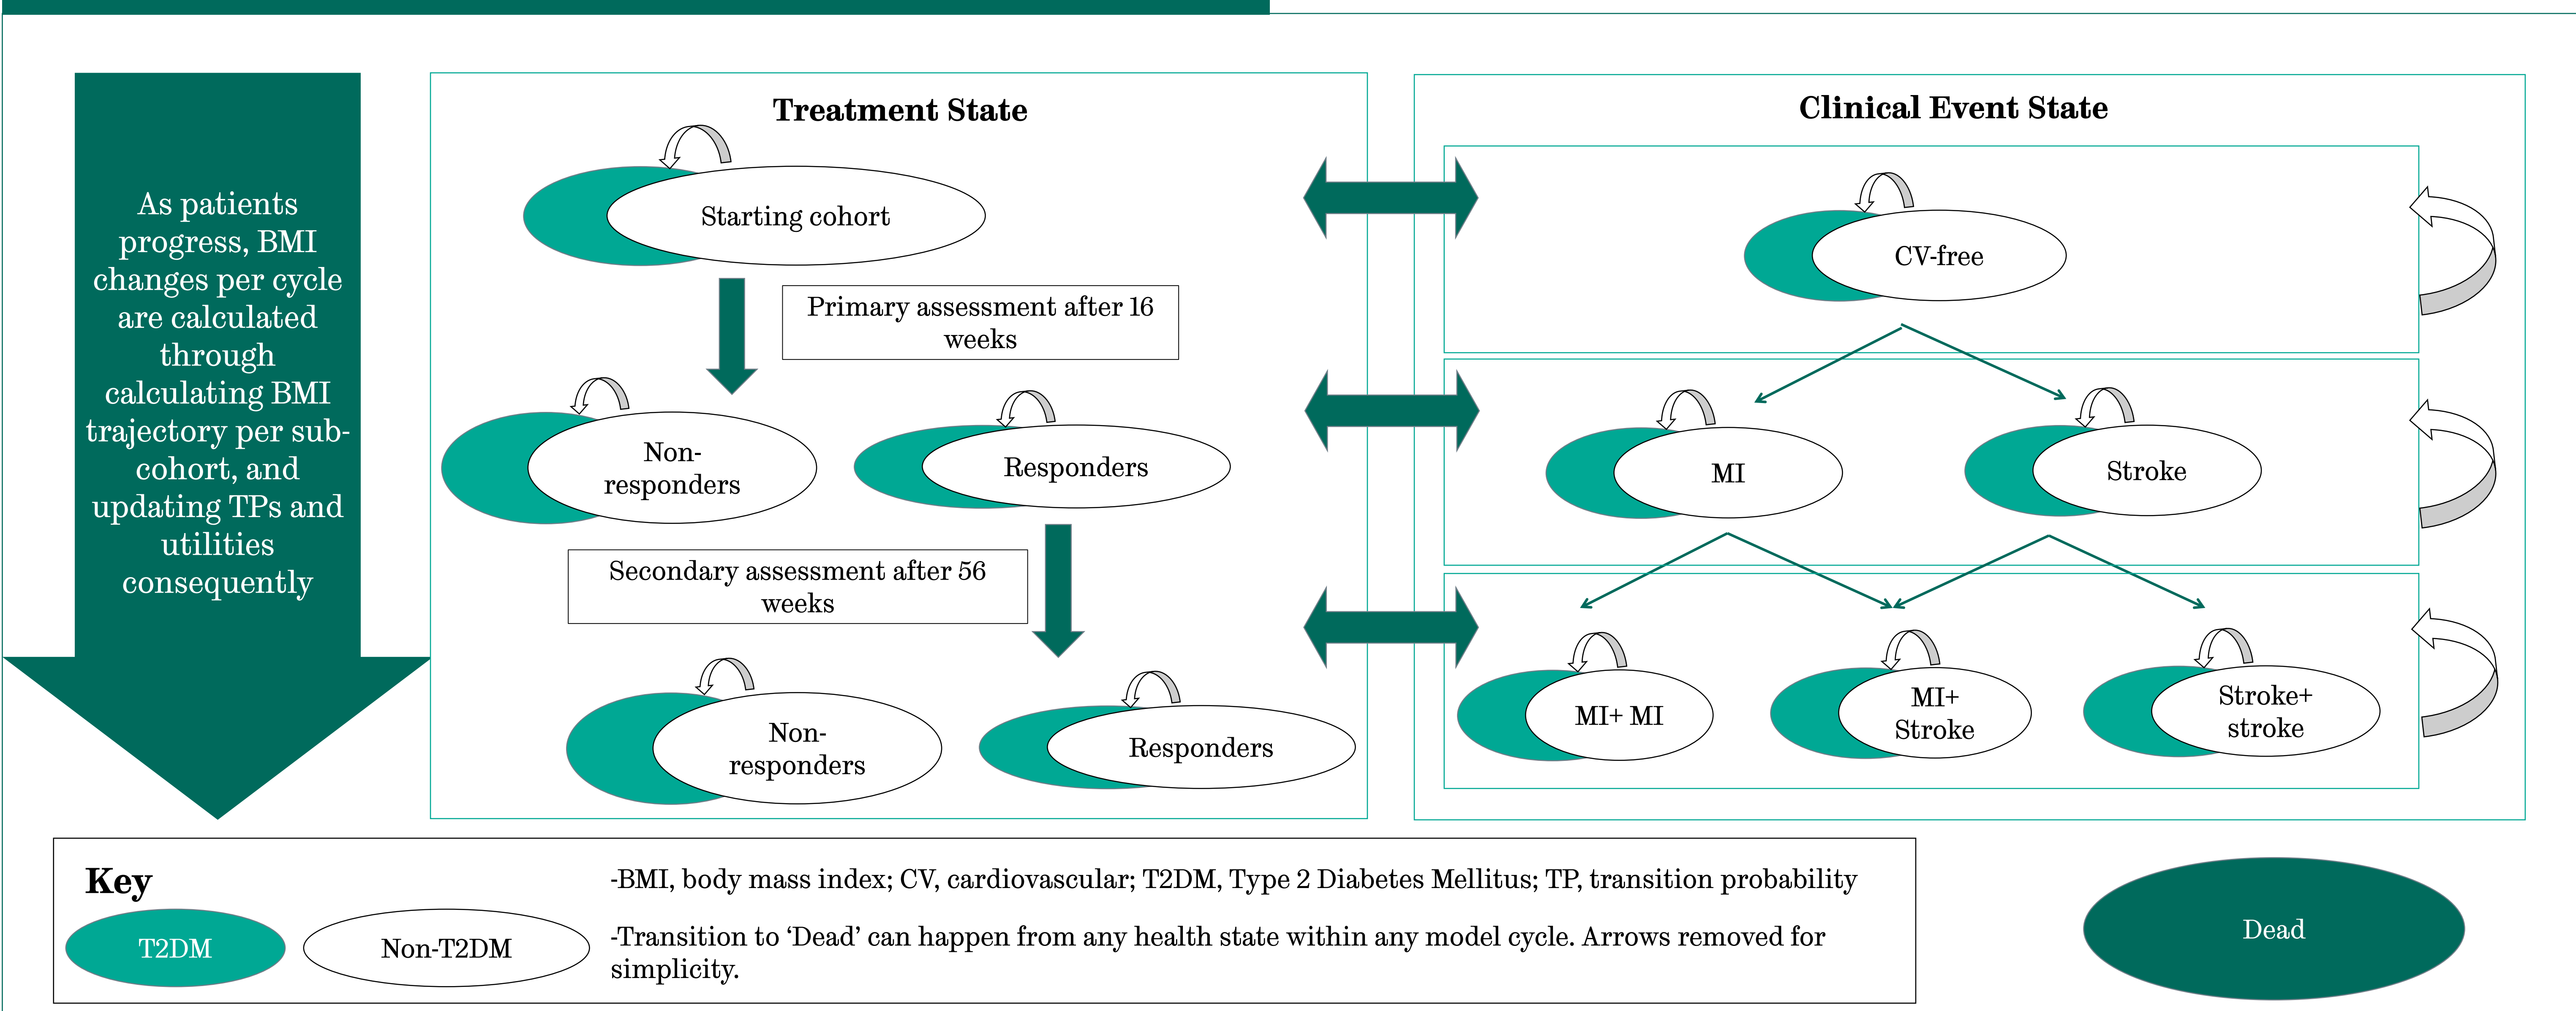 As patients
progress, BMI
changes per cycle
are calculated
through
calculating BMI
trajectory per sub-
cohort, and
updating TPs and
utilities
consequently
Treatment State
Starting cohort
Primary assessment after 16
weeks
Non-
responders
Responders
Secondary assessment after 56
weeks
Non-
responders
Responders
Clinical Event State
CV-free
MI
Stroke
MI+ MI
MI+
Stroke
Stroke+
stroke
Key
T2DM
Non-T2DM
-BMI, body mass index; CV, cardiovascular; T2DM, Type 2 Diabetes Mellitus; TP, transition probability
-Transition to ‘Dead’ can happen from any health state within any model cycle. Arrows removed for
simplicity.
Dead